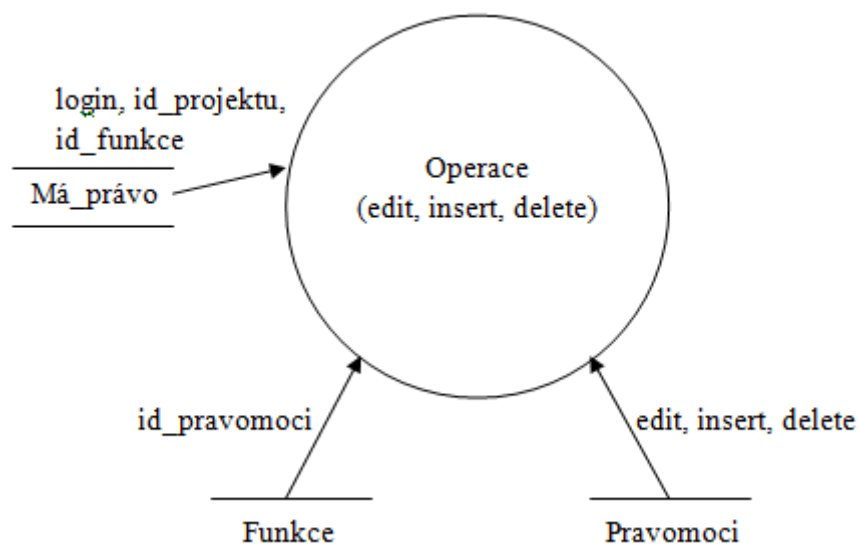 login, id_projektu,
id_funkce
Má_právo
Operace
(edit, insert, delete)
id_pravomoci
edit, insert, delete
Funkce
Pravomoci